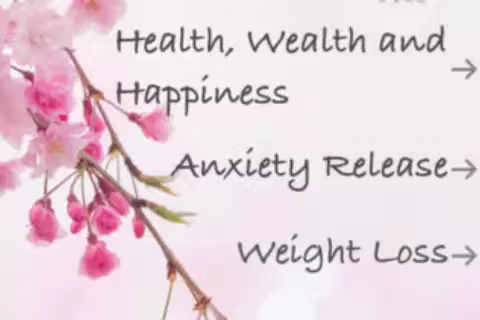 Health, Wealth and →
Happiness
Anxiety Release →
Weight Loss →